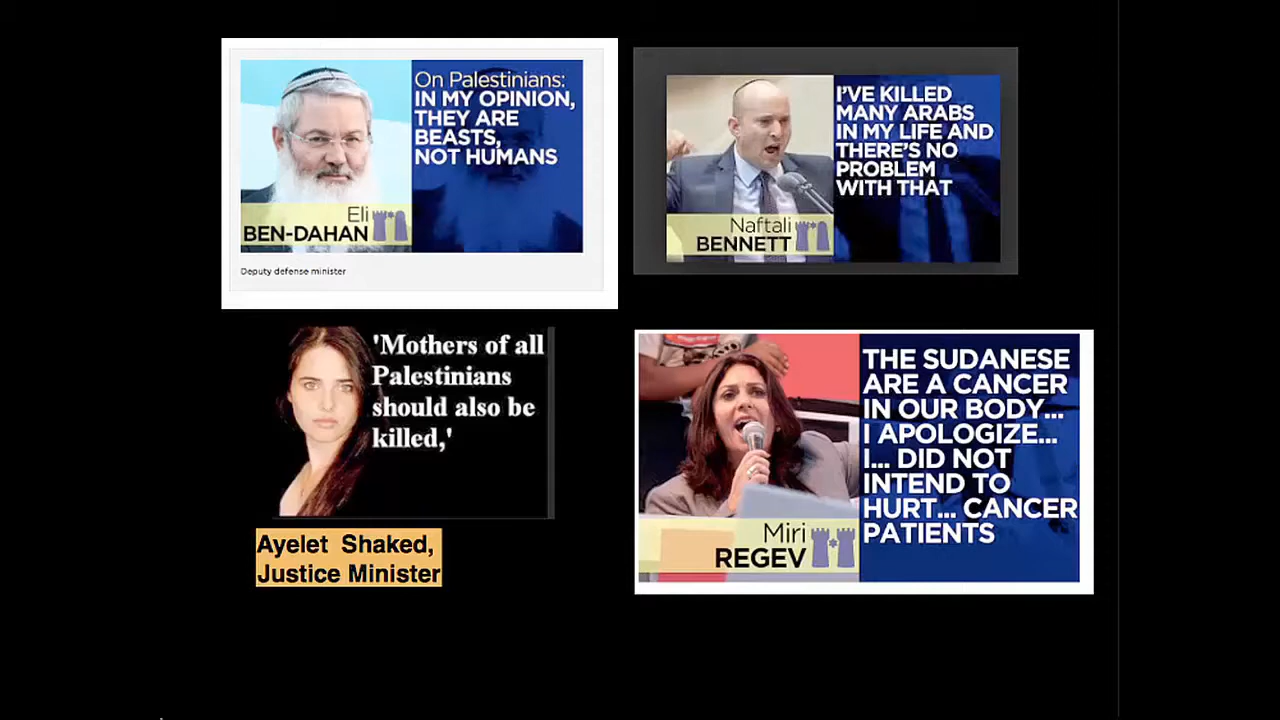 On Palestinians:
IN MY OPINION,
THEY ARE
BEASTS,
NOT HUMANS
Eli
BEN-DAHAN
Deputy defense minister
I'VE KILLED
MANY ARABS
IN MY LIFE AND
THERE'S NO
PROBLEM
WITH THAT
Naftali
BENNETT
'Mothers of all
Palestinians
should also be
killed,'
Ayelet Shaked,
Justice Minister
THE SUDANESE
ARE A CANCER
IN OUR BODY...
I APOLOGIZE...
I... DID NOT
INTEND TO
HURT... CANCER
PATIENTS
Miri
REGEV